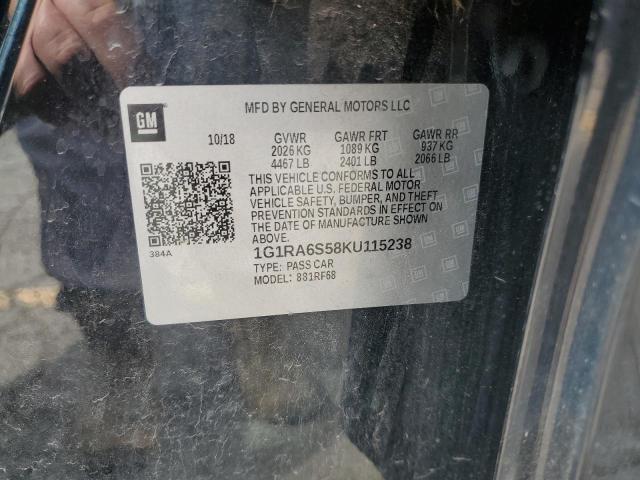 GM
MFD BY GENERAL MOTORS LLC
10/18 GVWR GAWR FRT GAWR RR
2026 KG 1089 KG 937 KG
4467 LB 2401 LB 2066 LB
THIS VEHICLE CONFORMS TO ALL
APPLICABLE U.S. FEDERAL MOTOR
VEHICLE SAFETY, BUMPER, AND THEFT
PREVENTION STANDARDS IN EFFECT ON
THE DATE OF MANUFACTURE SHOWN
ABOVE.
384A
1G1RA6S58KU115238
TYPE: PASS CAR
MODEL: 881RF68